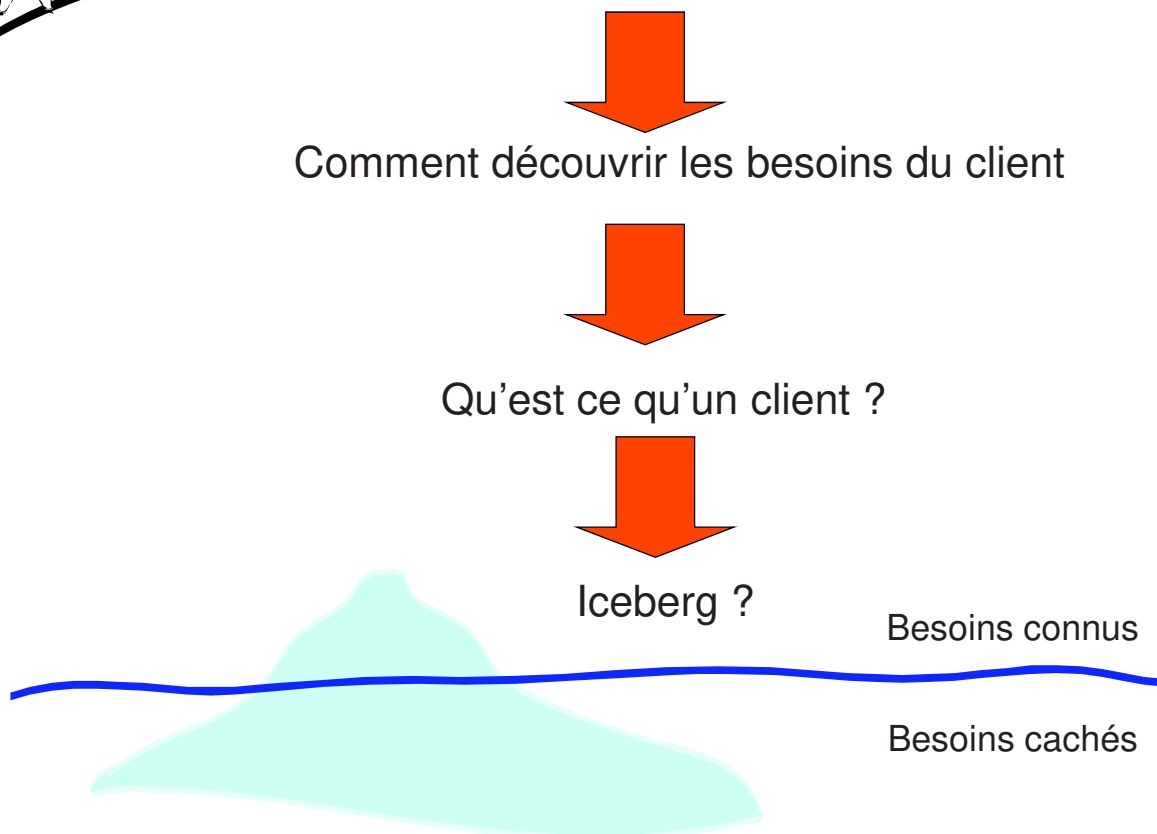 Comment découvrir les besoins du client
Qu'est ce qu'un client ?
Iceberg ?
Besoins connus
Besoins cachés